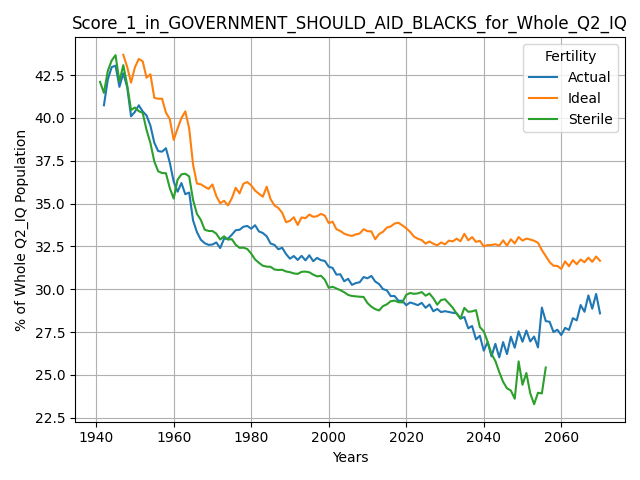 Score_1_in_GOVERNMENT_SHOULD_AID_BLACKS_for_Whole_Q2_IQ
Fertility
Actual
Ideal
Sterile
% of Whole Q2_IQ Population
42.5
40.0
37.5
35.0
32.5
30.0
27.5
25.0
22.5
1940 1960 1980 2000 2020 2040 2060
Years